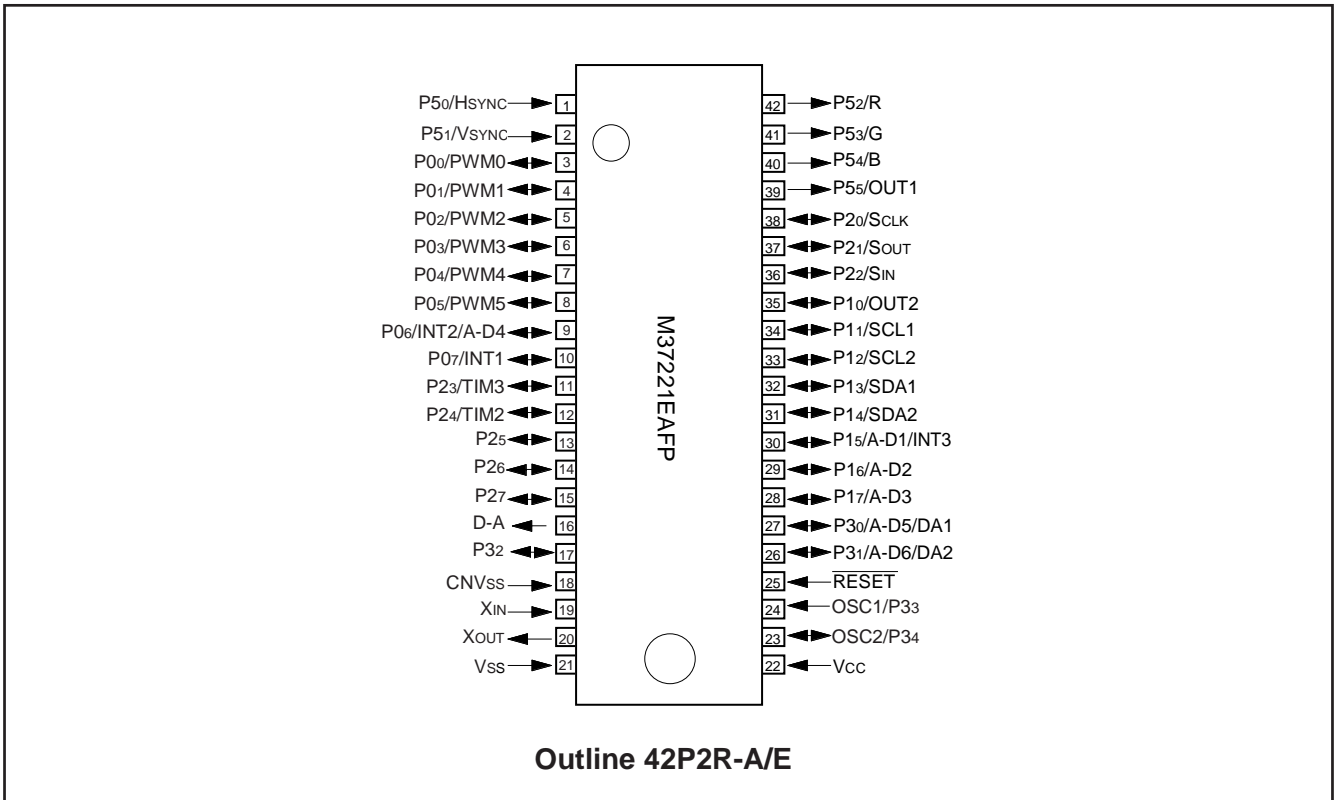 P50/HSYNC 1 42 P52/R
P51/VSYNC 2 41 P53/G
P00/PWM0 3 40 P54/B
P01/PWM1 4 39 P55/OUT1
P02/PWM2 5 38 P20/SCLK
P03/PWM3 6 37 P21/SOUT
P04/PWM4 7 36 P22/SIN
P05/PWM5 8 35 P10/OUT2
P06/INT2/A-D4 9 34 P11/SCL1
P07/INT1 10 33 P12/SCL2
P23/TIM3 11 32 P13/SDA1
P24/TIM2 12 31 P14/SDA2
P25 13 30 P15/A-D1/INT3
P26 14 29 P16/A-D2
P27 15 28 P17/A-D3
D-A 16 27 P30/A-D5/DA1
P32 17 26 P31/A-D6/DA2
CNVSS 18 25 RESET
XIN 19 24 OSC1/P33
XOUT 20 23 OSC2/P34
VSS 21 22 VCC
M37221EAFP
Outline 42P2R-A/E